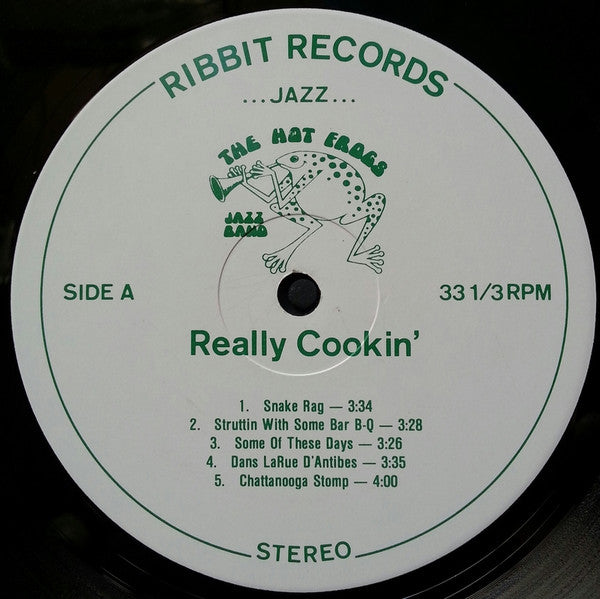 RIBBIT RECORDS
...JAZZ...
THE HOT FROGS
JAZZ
BAND
SIDE A
33 1/3 RPM
Really Cookin'
1. Snake Rag — 3:34
2. Struttin With Some Bar B-Q — 3:28
3. Some Of These Days — 3:26
4. Dans LaRue D'Antibes — 3:35
5. Chattanooga Stomp — 4:00
STEREO